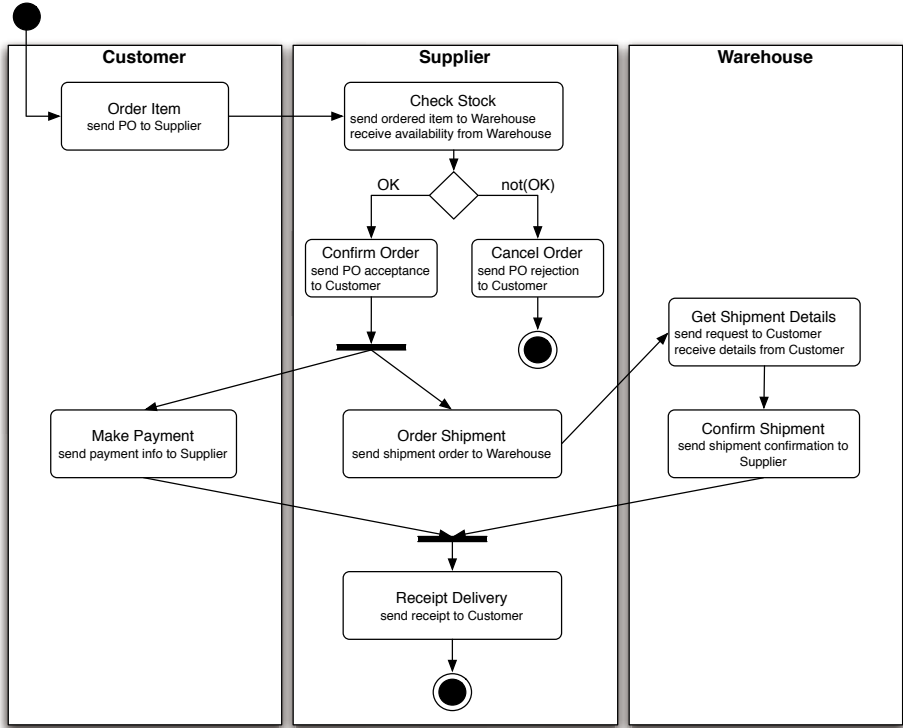 Customer
Supplier
Warehouse
Order Item
send PO to Supplier
Check Stock
send ordered item to Warehouse
receive availability from Warehouse
OK
not(OK)
Confirm Order
send PO acceptance
to Customer
Cancel Order
send PO rejection
to Customer
Get Shipment Details
send request to Customer
receive details from Customer
Make Payment
send payment info to Supplier
Order Shipment
send shipment order to Warehouse
Confirm Shipment
send shipment confirmation to
Supplier
Receipt Delivery
send receipt to Customer